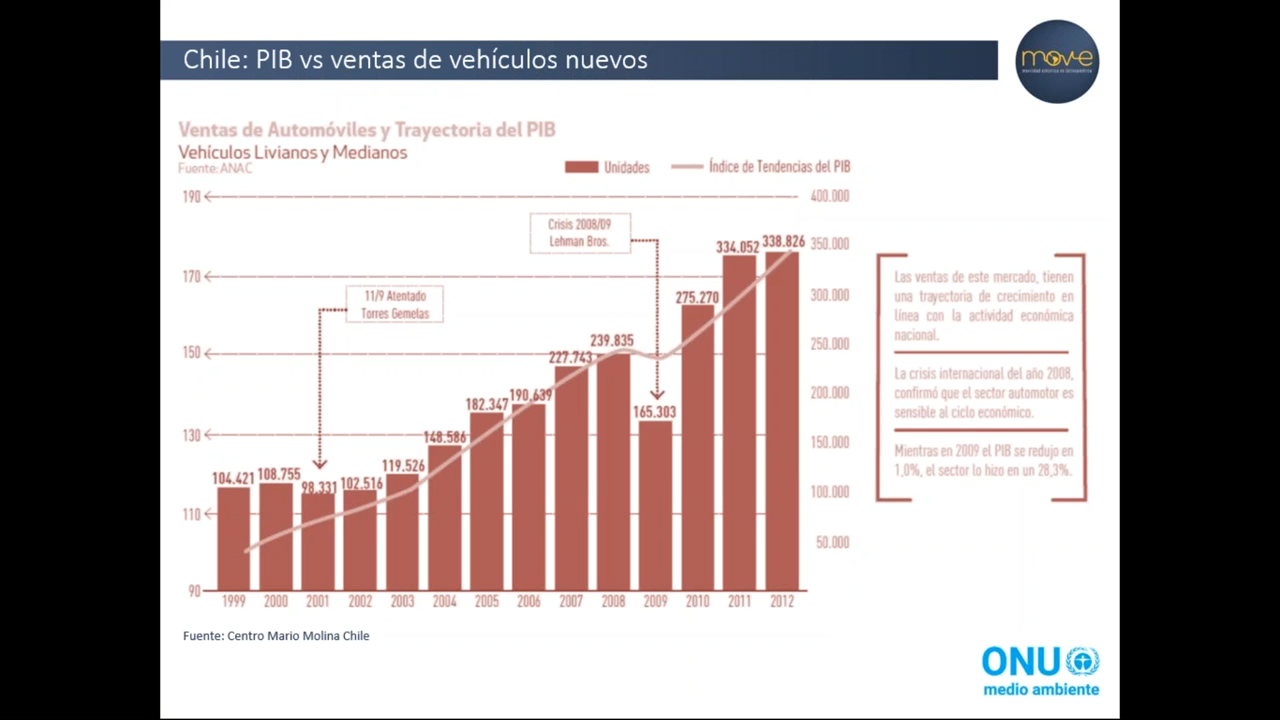 Chile: PIB vs ventas de vehículos nuevos
mov-e
movilidad eléctrica en latinoamérica
Ventas de Automóviles y Trayectoria del PIB
Vehículos Livianos y Medianos
Fuente: ANAC
Unidades
Índice de Tendencias del PIB
190
400.000
Crisis 2008/09
Lehman Bros.
334.052
338.826
350.000
170
275.270
300.000
11/9 Atentado
Torres Gemelas
239.835
150
227.743
250.000
182.347
190.639
200.000
165.303
130
148.586
150.000
119.526
104.421
108.755
98.331
102.516
100.000
110
50.000
90
1999 2000 2001 2002 2003 2004 2005 2006 2007 2008 2009 2010 2011 2012
Las ventas de este mercado, tienen
una trayectoria de crecimiento en
línea con la actividad económica
nacional.
La crisis internacional del año 2008,
confirmó que el sector automotor es
sensible al ciclo económico.
Mientras en 2009 el PIB se redujo en
1,0%, el sector lo hizo en un 28,3%.
Fuente: Centro Mario Molina Chile
ONU
medio ambiente